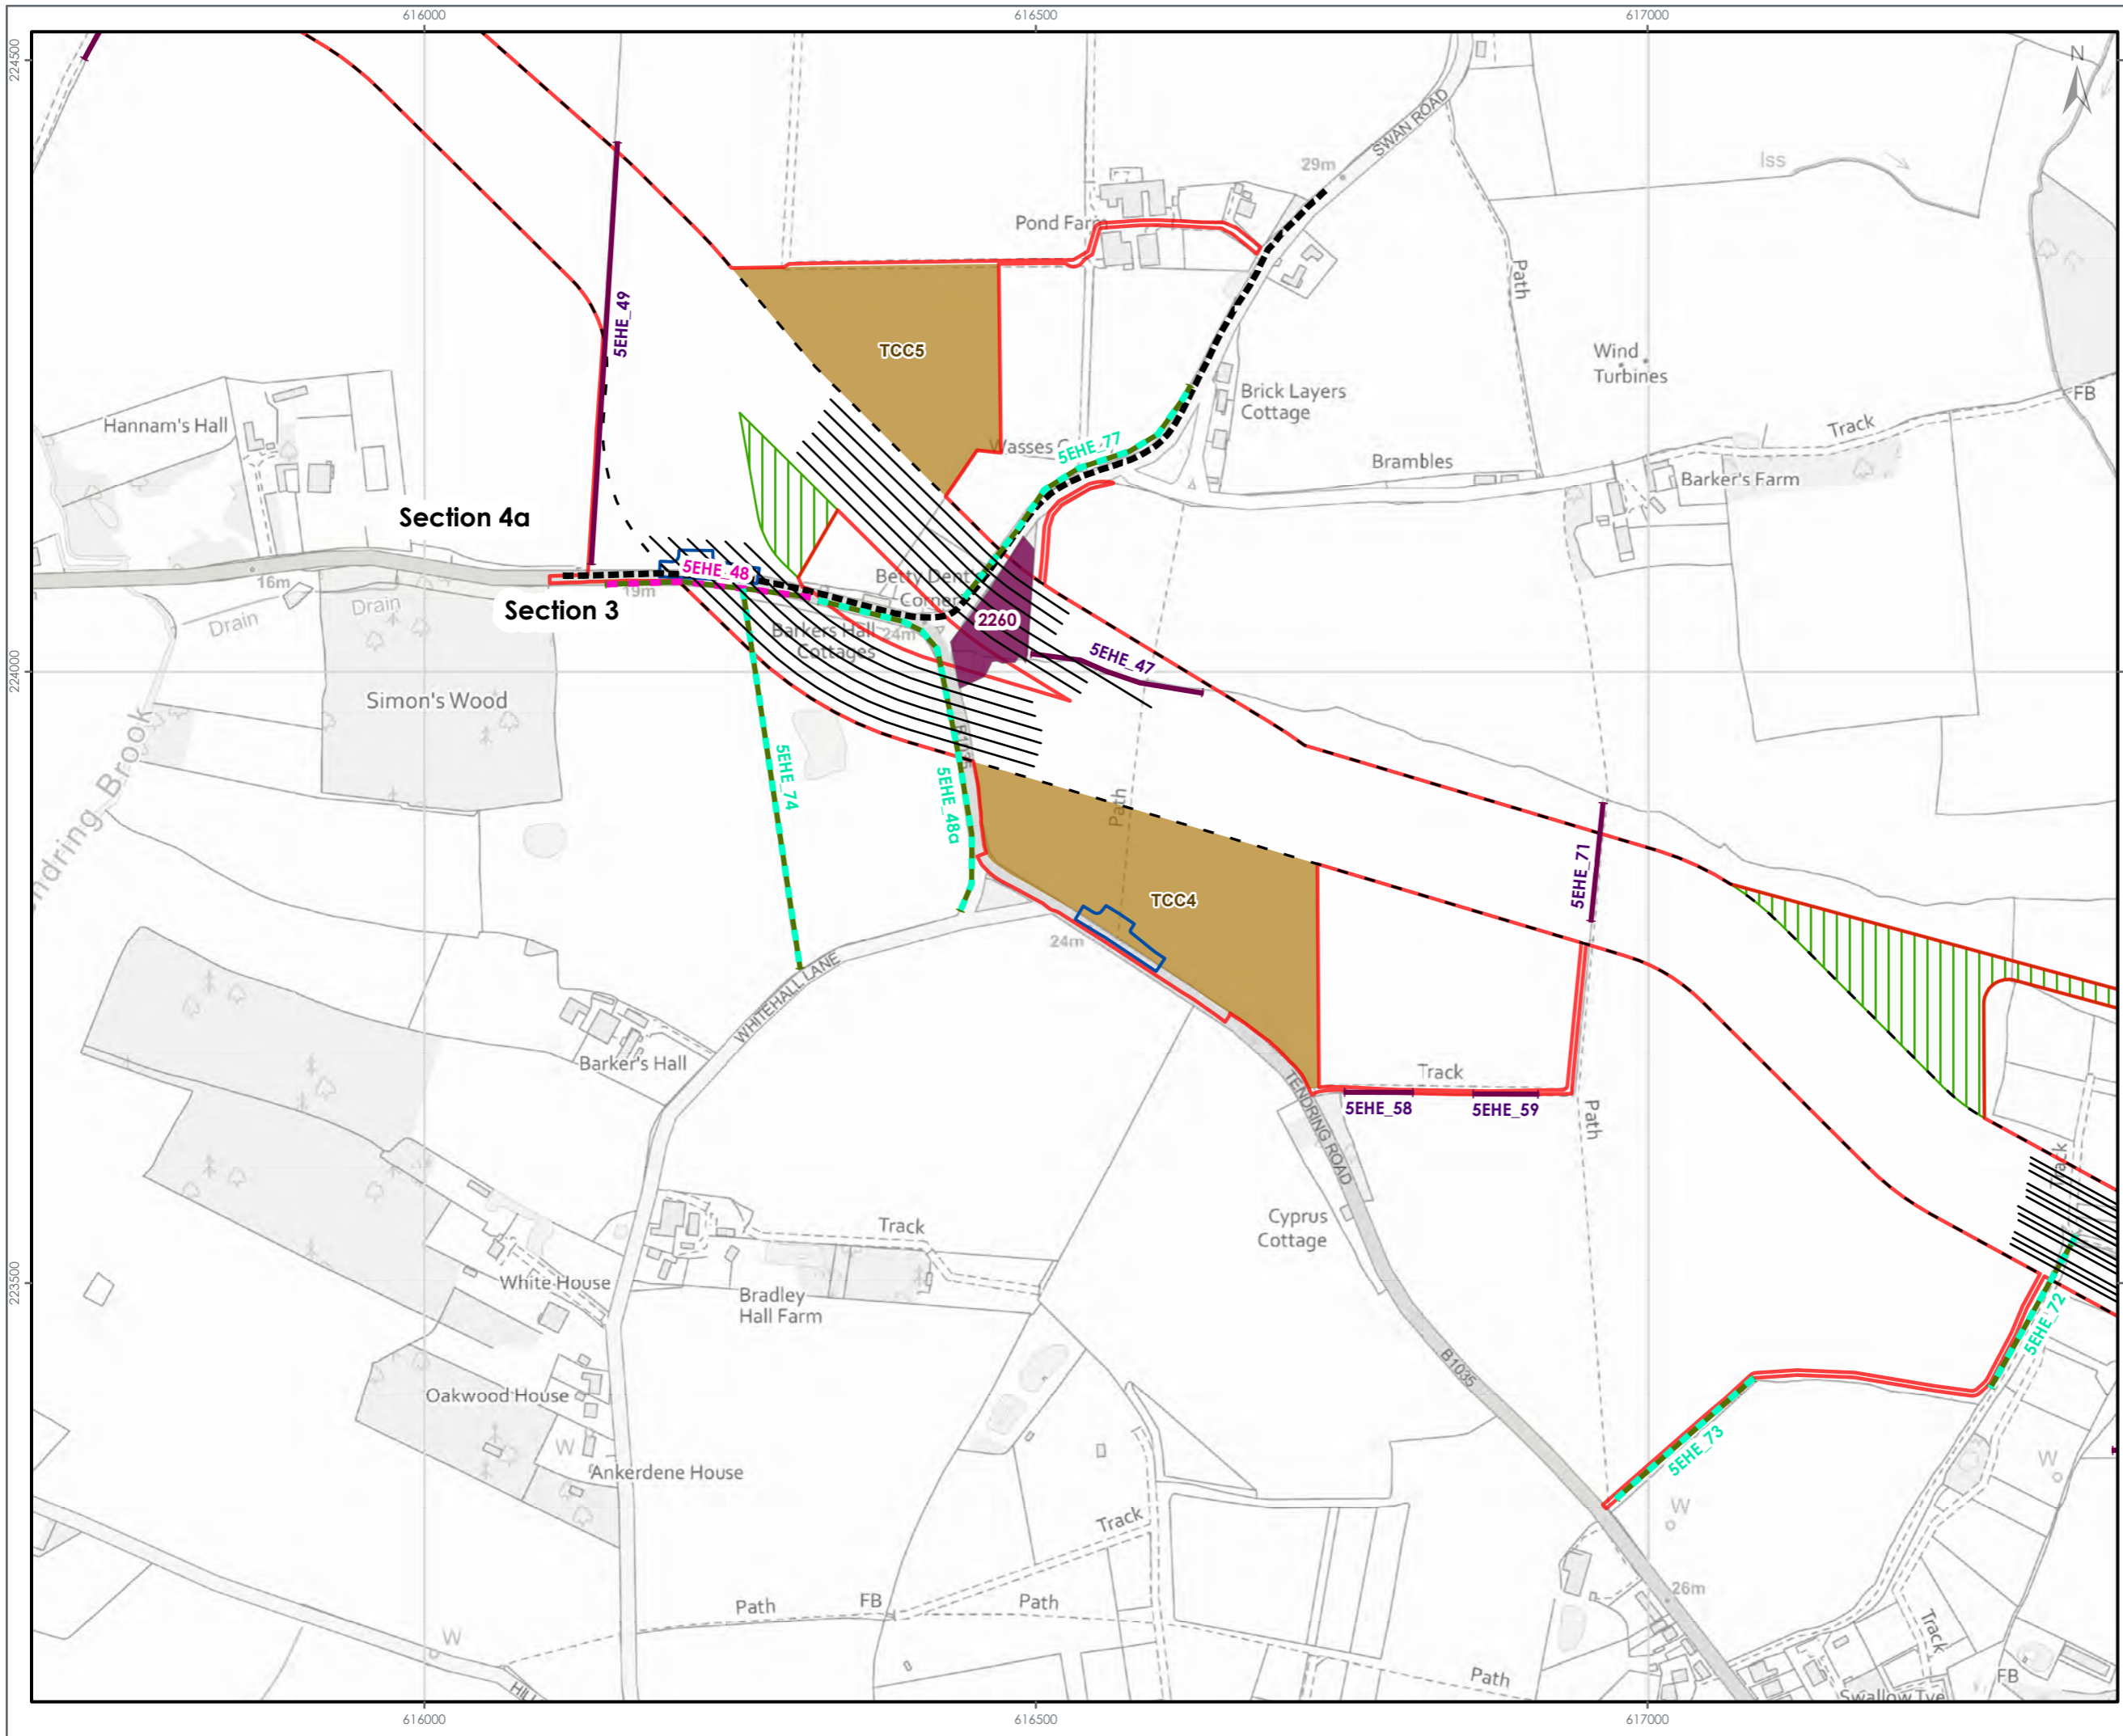 616000
616500
617000
224500
N
SWAN ROAD
29m
Iss
Pond Farm
Path
5EHE_49
TCC5
Wind
Turbines
FB
Hannam's Hall
Brick Layers
Cottage
Track
5EHE_77
Brambles
Barker's Farm
Section 4a
16m
5EHE_48
19m
Betty Dent's
Corner
Section 3
Drain
Drain
2260
Barkers Hall
Cottages
24m
5EHE_47
224000
Simon's Wood
5EHE_74
5EHE_48a
Path
5EHE_71
TCC4
24m
WHITEHALL LANE
Barker's Hall
Track
5EHE_58
5EHE_59
TENDRING ROAD
Path
Track
Cyprus
Cottage
Track
White House
Bradley
Hall Farm
223500
5EHE_72
B1035
Oakwood House
W
Ankerdene House
5EHE_73
W
W
Track
26m
Path
FB
Path
Track
W
Path
FB
616000
616500
617000